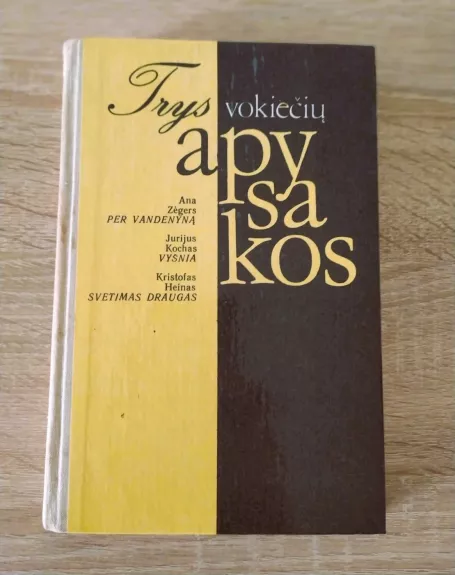 Trys vokiečių
apy
sa
kos
Ana
Zėgers
PER VANDENYNĄ
Jurijus
Kochas
VYŠNIA
Kristofas
Heinas
SVETIMAS DRAUGAS